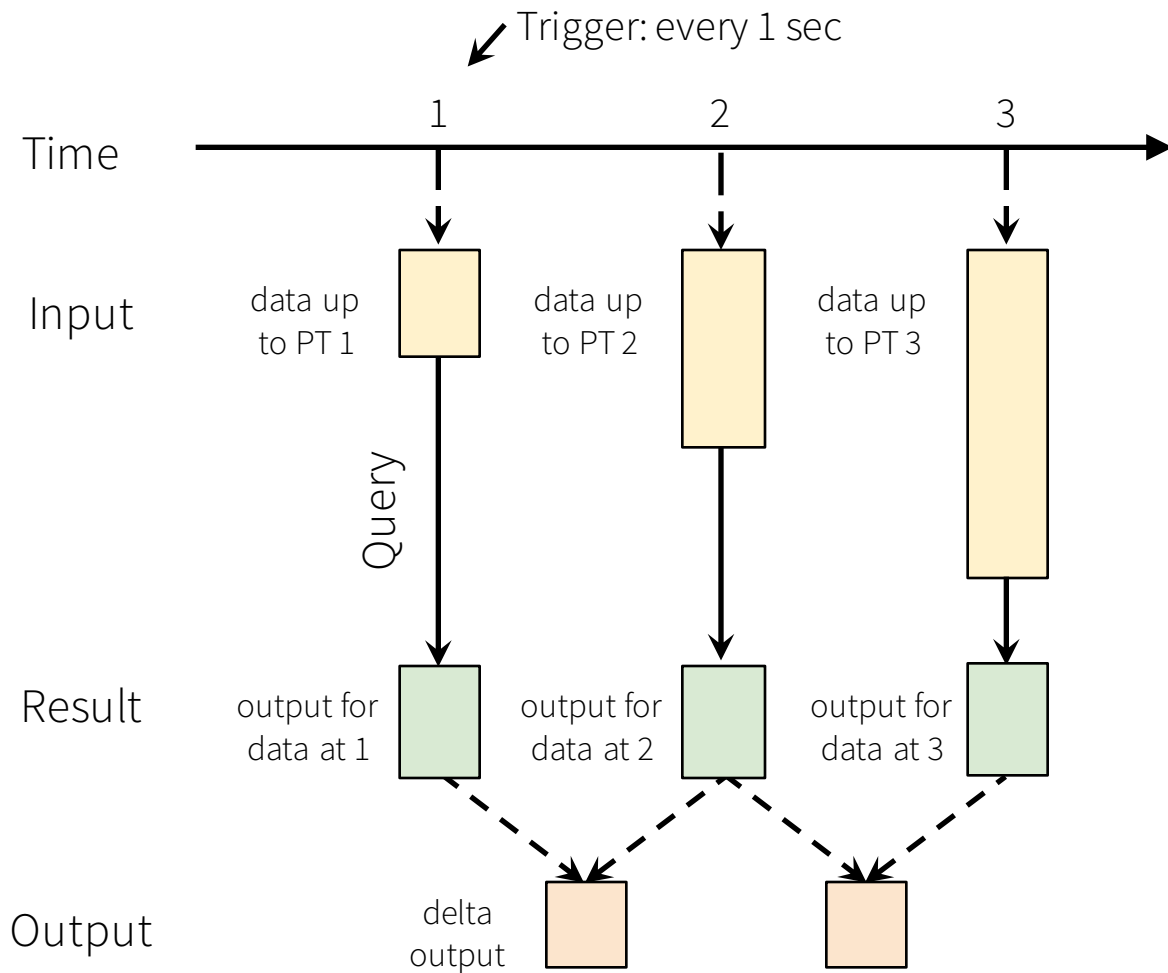 Trigger: every 1 sec
1
2
3
Time
Input
data up
to PT 1
data up
to PT 2
data up
to PT 3
Query
Result
output for
data at 1
output for
data at 2
output for
data at 3
Output
delta
output